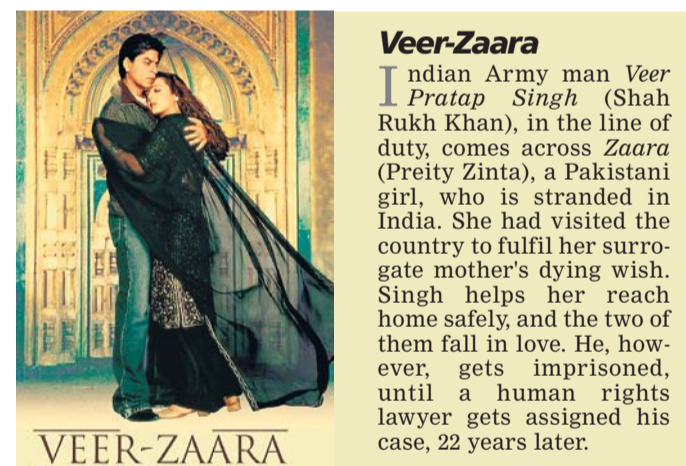 Veer-Zaara
Indian Army man Veer
Pratap Singh (Shah
Rukh Khan), in the line of
duty, comes across Zaara
(Preity Zinta), a Pakistani
girl, who is stranded in
India. She had visited the
country to fulfil her surro-
gate mother's dying wish.
Singh helps her reach
home safely, and the two of
them fall in love. He, how-
ever, gets imprisoned,
until a human rights
lawyer gets assigned his
case, 22 years later.
VEER-ZAARA